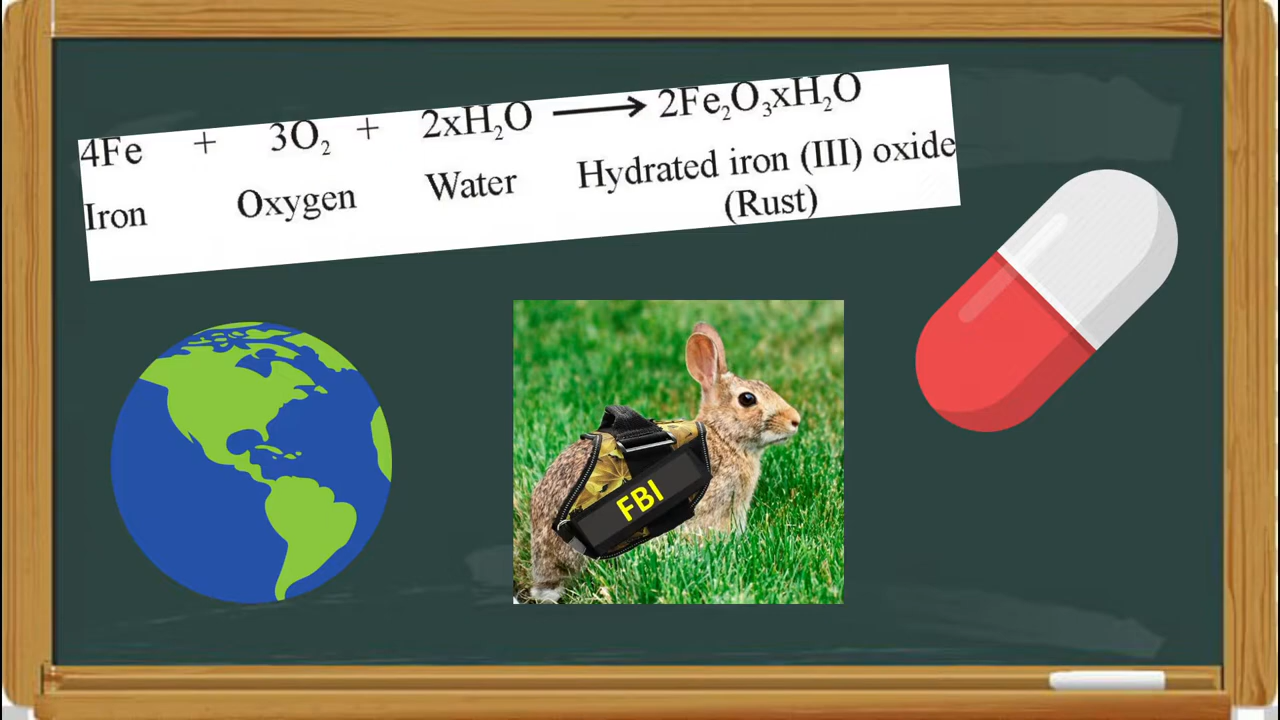 4Fe + 3O₂ + 2xH₂O ⟶ 2Fe₂O₃xH₂O
Iron Oxygen Water Hydrated iron (III) oxide
(Rust)
FBI